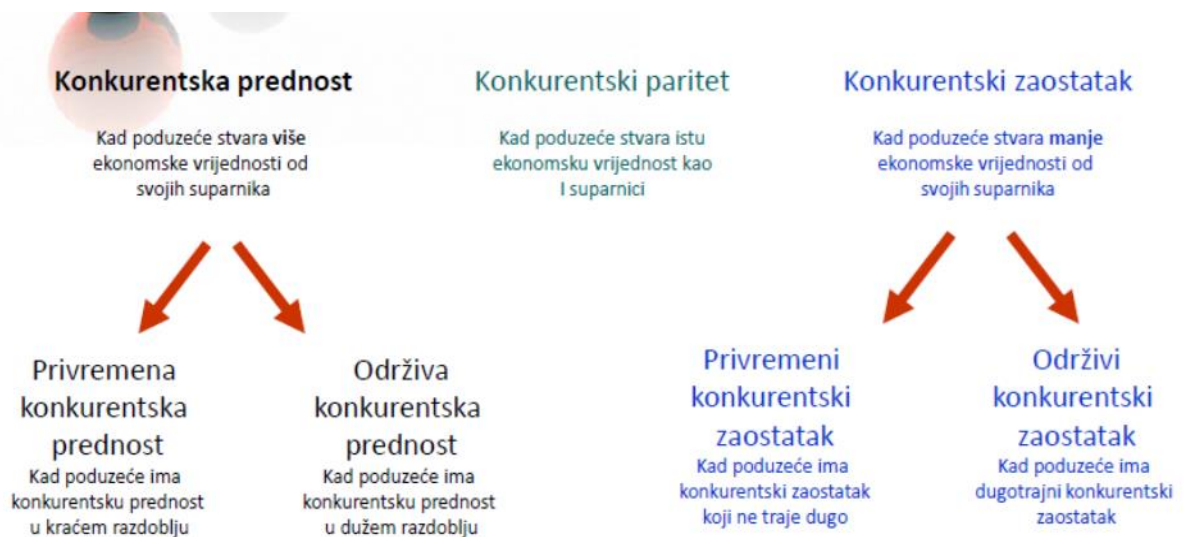 Konkurentska prednost
Kad poduzeće stvara više
ekonomske vrijednosti od
svojih suparnika
Konkurentski paritet
Kad poduzeće stvara istu
ekonomsku vrijednost kao
I suparnici
Konkurentski zaostatak
Kad poduzeće stvara manje
ekonomske vrijednosti od
svojih suparnika
Privremena
konkurentska
prednost
Kad poduzeće ima
konkurentsku prednost
u kraćem razdoblju
Održiva
konkurentska
prednost
Kad poduzeće ima
konkurentsku prednost
u dužem razdoblju
Privremeni
konkurentski
zaostatak
Kad poduzeće ima
konkurentski zaostatak
koji ne traje dugo
Održivi
konkurentski
zaostatak
Kad poduzeće ima
dugotrajni konkurentski
zaostatak